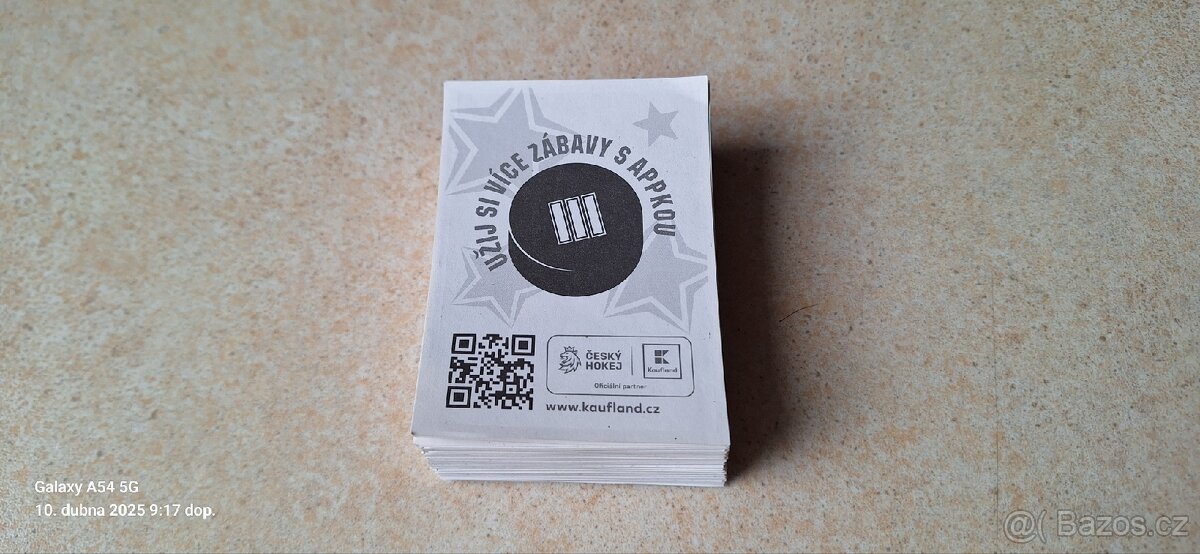 UŽIJ SI VÍCE ZÁBAVY S APPKOU
ČESKÝ
HOKEJ
Kaufland
Oficiální partner
www.kaufland.cz
Galaxy A54 5G
10. dubna 2025 9:17 dop.
@( Bazos.cz